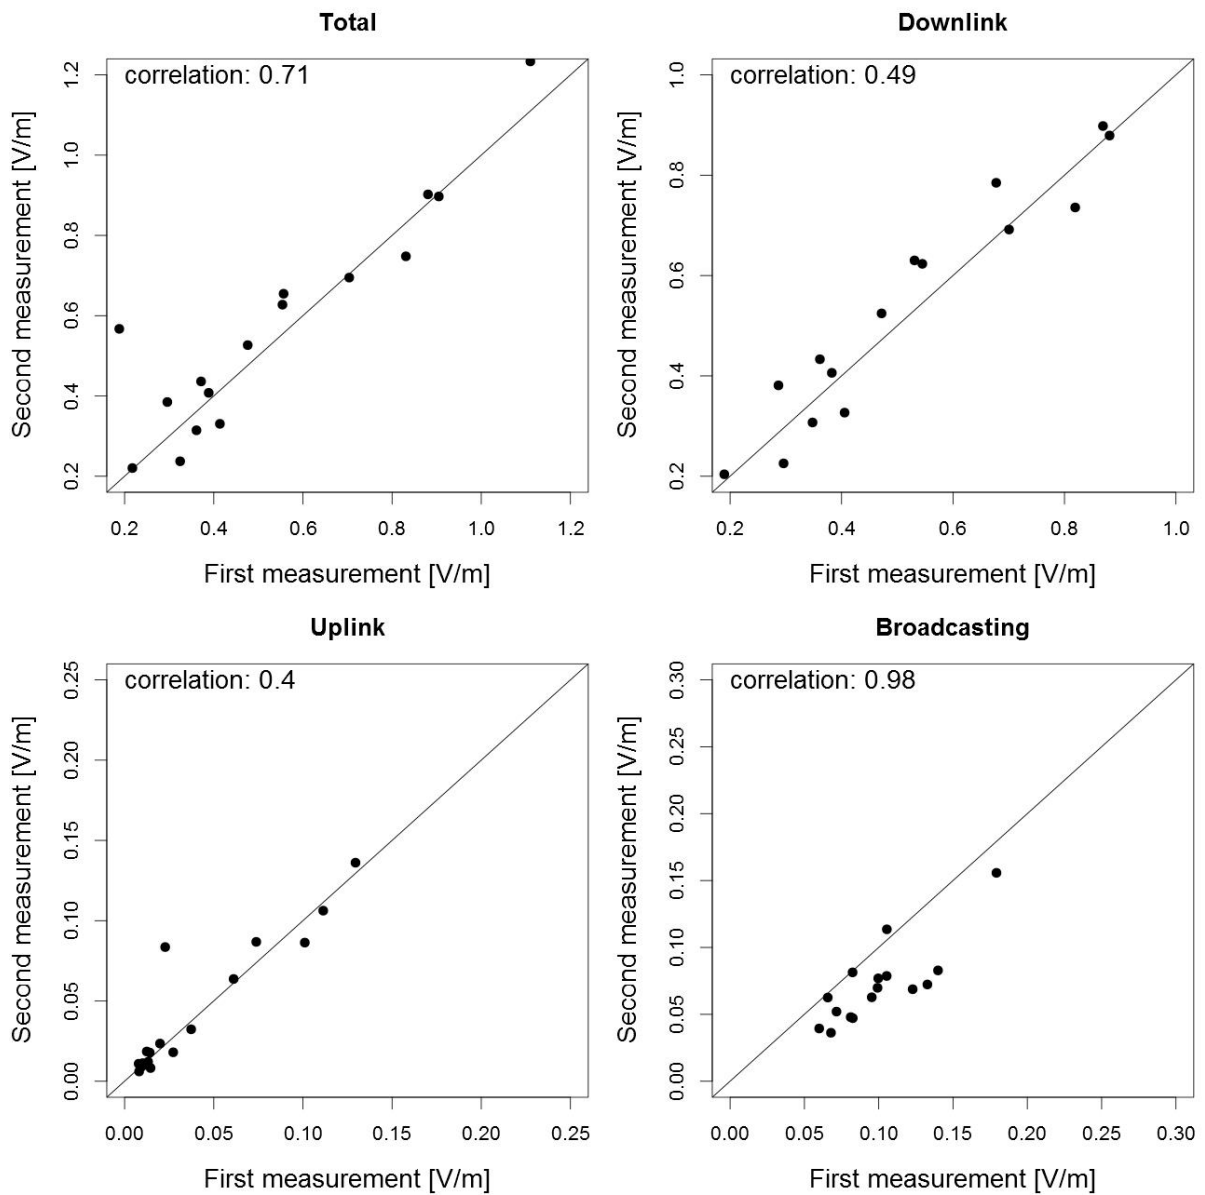 Total
correlation: 0.71
Second measurement [V/m]
1.2
1.0
0.8
0.6
0.4
0.2
0.2 0.4 0.6 0.8 1.0 1.2
First measurement [V/m]
Downlink
correlation: 0.49
Second measurement [V/m]
1.0
0.8
0.6
0.4
0.2
0.2 0.4 0.6 0.8 1.0
First measurement [V/m]
Uplink
correlation: 0.4
Second measurement [V/m]
0.25
0.20
0.15
0.10
0.05
0.00
0.00 0.05 0.10 0.15 0.20 0.25
First measurement [V/m]
Broadcasting
correlation: 0.98
Second measurement [V/m]
0.30
0.25
0.20
0.15
0.10
0.05
0.00
0.00 0.05 0.10 0.15 0.20 0.25 0.30
First measurement [V/m]